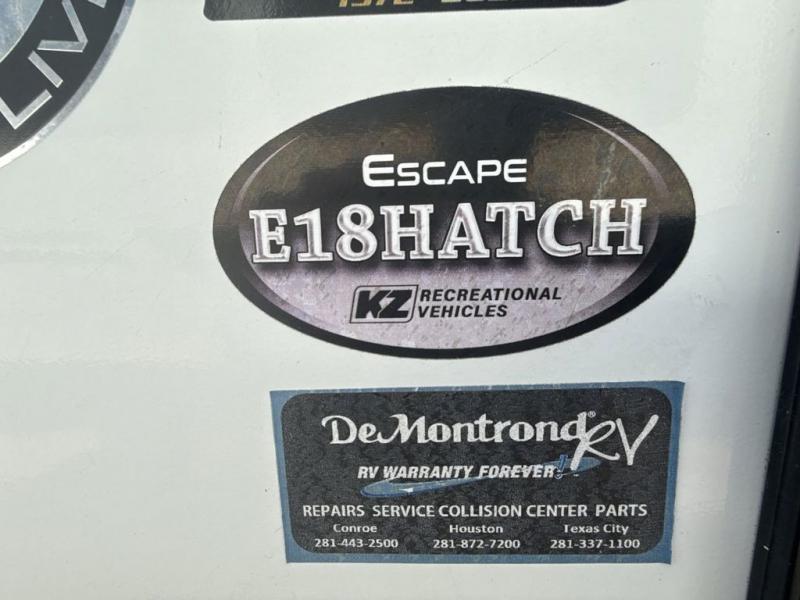 LIV
ESCAPE
E18HATCH
KZ RECREATIONAL
VEHICLES
DeMontrond® RV
RV WARRANTY FOREVER!
REPAIRS SERVICE COLLISION CENTER PARTS
Conroe Houston Texas City
281-443-2500 281-872-7200 281-337-1100